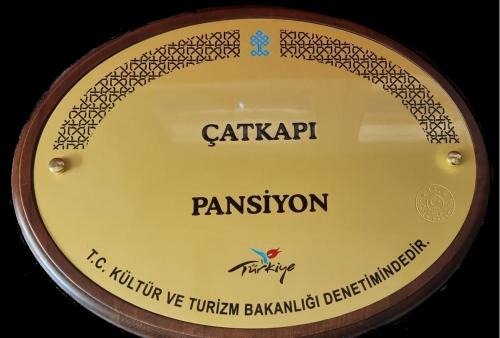 ÇATKAPI
PANSİYON
Türkiye
T.C. KÜLTÜR VE TURİZM BAKANLIĞI DENETİMİNDEDİR.